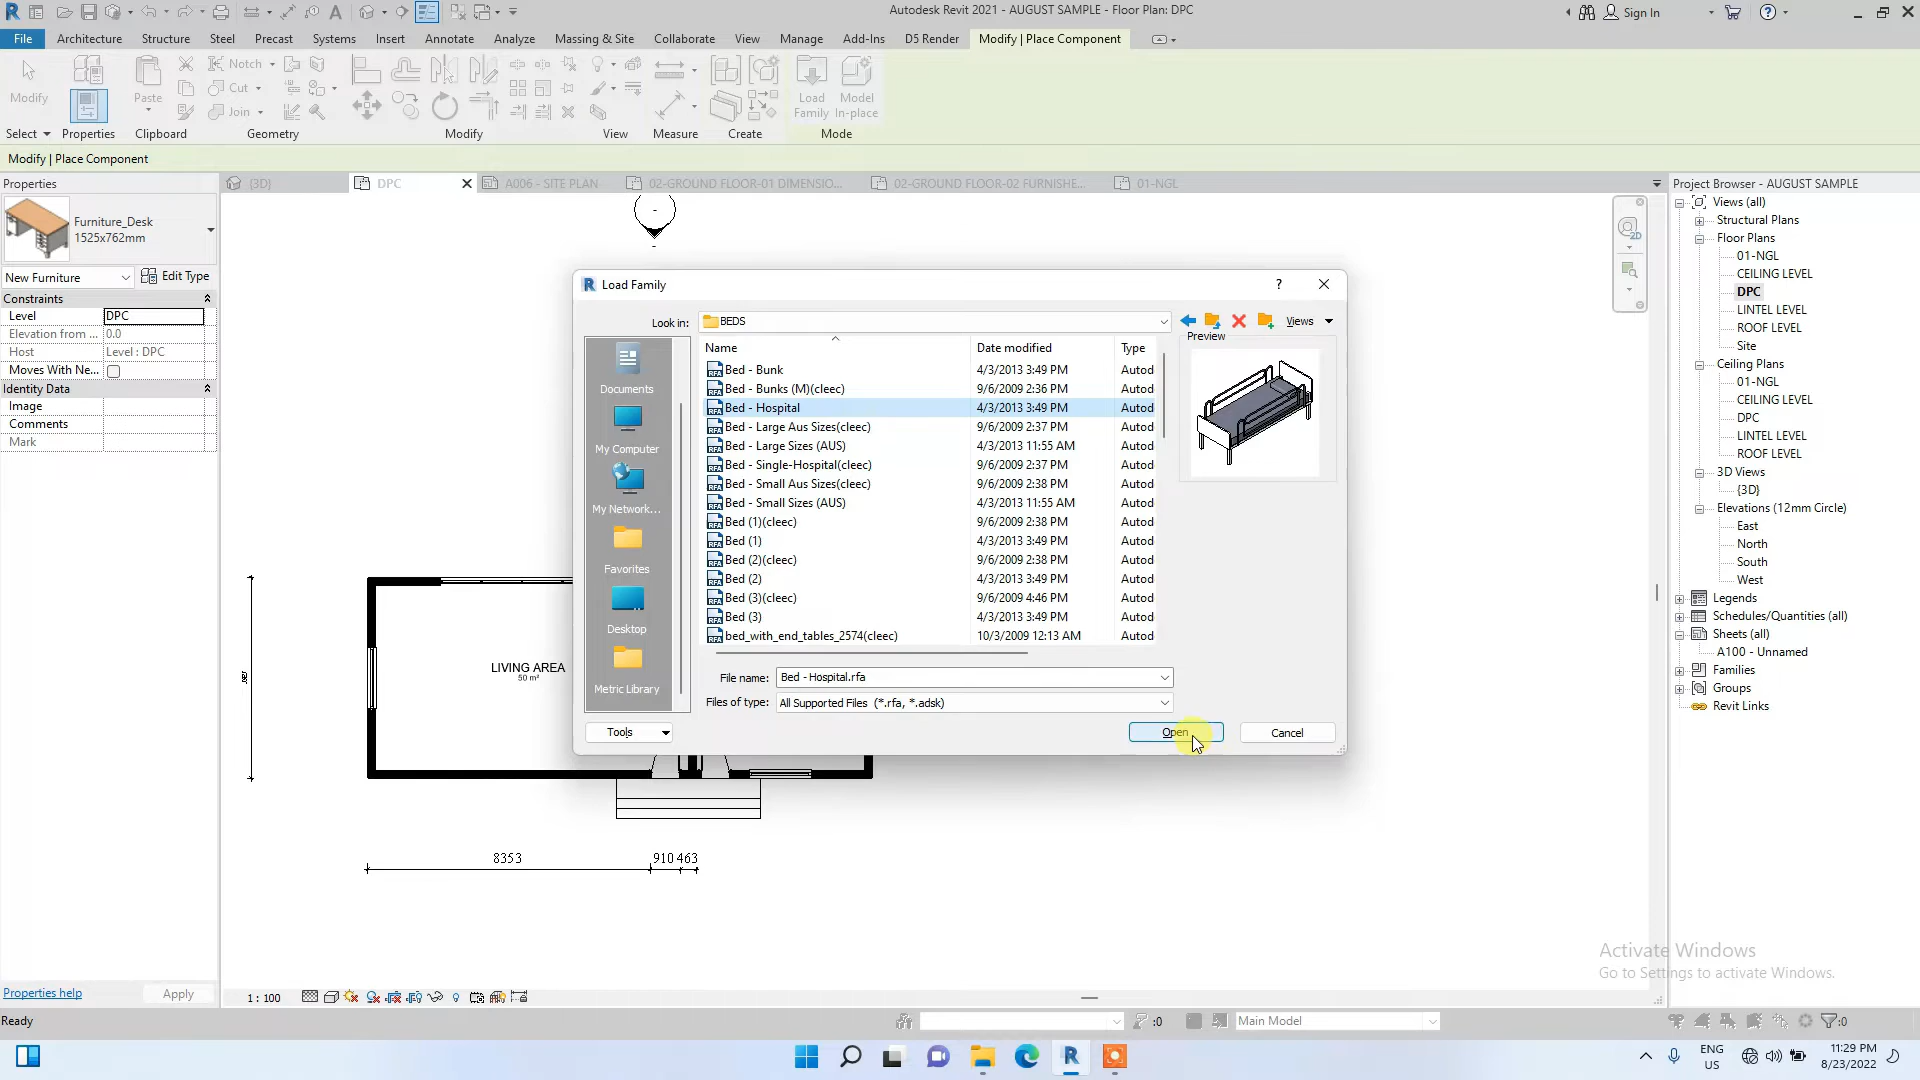 Autodesk Revit 2021 - AUGUST SAMPLE - Floor Plan: DPC
Sign In
File Architecture Structure Steel Precast Systems Insert Annotate Analyze Massing & Site Collaborate View Manage Add-Ins D5 Render Modify | Place Component
Modify
Paste
Notch
Cut
Join
Load Family
Model In-place
Select Properties Clipboard Geometry Modify View Measure Create Mode
Modify | Place Component
Properties
Furniture_Desk
1525x762mm
New Furniture Edit Type
Constraints
Level DPC
Elevation from ... 0.0
Host Level : DPC
Moves With Ne...
Identity Data
Image
Comments
Mark
Properties help Apply
{3D} DPC A006 - SITE PLAN 02-GROUND FLOOR-01 DIMENSIO... 02-GROUND FLOOR-02 FURNISHE... 01-NGL
LIVING AREA
50 m²
8353 910 463
2D
Load Family
Look in: BEDS Views
Name Date modified Type
Bed - Bunk 4/3/2013 3:49 PM Autod
Bed - Bunks (M)(cleec) 9/6/2009 2:36 PM Autod
Bed - Hospital 4/3/2013 3:49 PM Autod
Bed - Large Aus Sizes(cleec) 9/6/2009 2:37 PM Autod
Bed - Large Sizes (AUS) 4/3/2013 11:55 AM Autod
Bed - Single-Hospital(cleec) 9/6/2009 2:37 PM Autod
Bed - Small Aus Sizes(cleec) 9/6/2009 2:38 PM Autod
Bed - Small Sizes (AUS) 4/3/2013 11:55 AM Autod
Bed (1)(cleec) 9/6/2009 2:38 PM Autod
Bed (1) 4/3/2013 3:49 PM Autod
Bed (2)(cleec) 9/6/2009 2:38 PM Autod
Bed (2) 4/3/2013 3:49 PM Autod
Bed (3)(cleec) 9/6/2009 4:46 PM Autod
Bed (3) 4/3/2013 3:49 PM Autod
bed_with_end_tables_2574(cleec) 10/3/2009 12:13 AM Autod
Documents
My Computer
My Network...
Favorites
Desktop
Metric Library
Preview
File name: Bed - Hospital.rfa
Files of type: All Supported Files (*.rfa, *.adsk)
Tools Open Cancel
Project Browser - AUGUST SAMPLE
Views (all)
Structural Plans
Floor Plans
01-NGL
CEILING LEVEL
DPC
LINTEL LEVEL
ROOF LEVEL
Site
Ceiling Plans
01-NGL
CEILING LEVEL
DPC
LINTEL LEVEL
ROOF LEVEL
3D Views
{3D}
Elevations (12mm Circle)
East
North
South
West
Legends
Schedules/Quantities (all)
Sheets (all)
A100 - Unnamed
Families
Groups
Revit Links
Activate Windows
Go to Settings to activate Windows.
1 : 100
Ready :0 Main Model :0
ENG
US
11:29 PM
8/23/2022